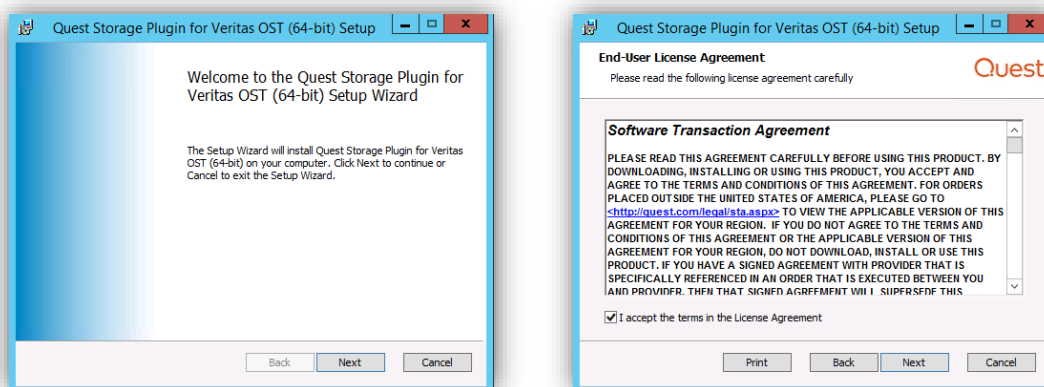 Quest Storage Plugin for Veritas OST (64-bit) Setup
Welcome to the Quest Storage Plugin for
Veritas OST (64-bit) Setup Wizard
The Setup Wizard will install Quest Storage Plugin for Veritas
OST (64-bit) on your computer. Click Next to continue or
Cancel to exit the Setup Wizard.
Back Next Cancel
Quest Storage Plugin for Veritas OST (64-bit) Setup
End-User License Agreement
Please read the following license agreement carefully
Quest
Software Transaction Agreement
PLEASE READ THIS AGREEMENT CAREFULLY BEFORE USING THIS PRODUCT. BY
DOWNLOADING, INSTALLING OR USING THIS PRODUCT, YOU ACCEPT AND
AGREE TO THE TERMS AND CONDITIONS OF THIS AGREEMENT. FOR ORDERS
PLACED OUTSIDE THE UNITED STATES OF AMERICA, PLEASE GO TO
<http://quest.com/legal/sta.aspx> TO VIEW THE APPLICABLE VERSION OF THIS
AGREEMENT FOR YOUR REGION. IF YOU DO NOT AGREE TO THE TERMS AND
CONDITIONS OF THIS AGREEMENT OR THE APPLICABLE VERSION OF THIS
AGREEMENT FOR YOUR REGION, DO NOT DOWNLOAD, INSTALL OR USE THIS
PRODUCT. IF YOU HAVE A SIGNED AGREEMENT WITH PROVIDER THAT IS
SPECIFICALLY REFERENCED IN AN ORDER THAT IS EXECUTED BETWEEN YOU
AND PROVIDER, THEN THAT SIGNED AGREEMENT WILL SUPERSEDE THIS
I accept the terms in the License Agreement
Print Back Next Cancel